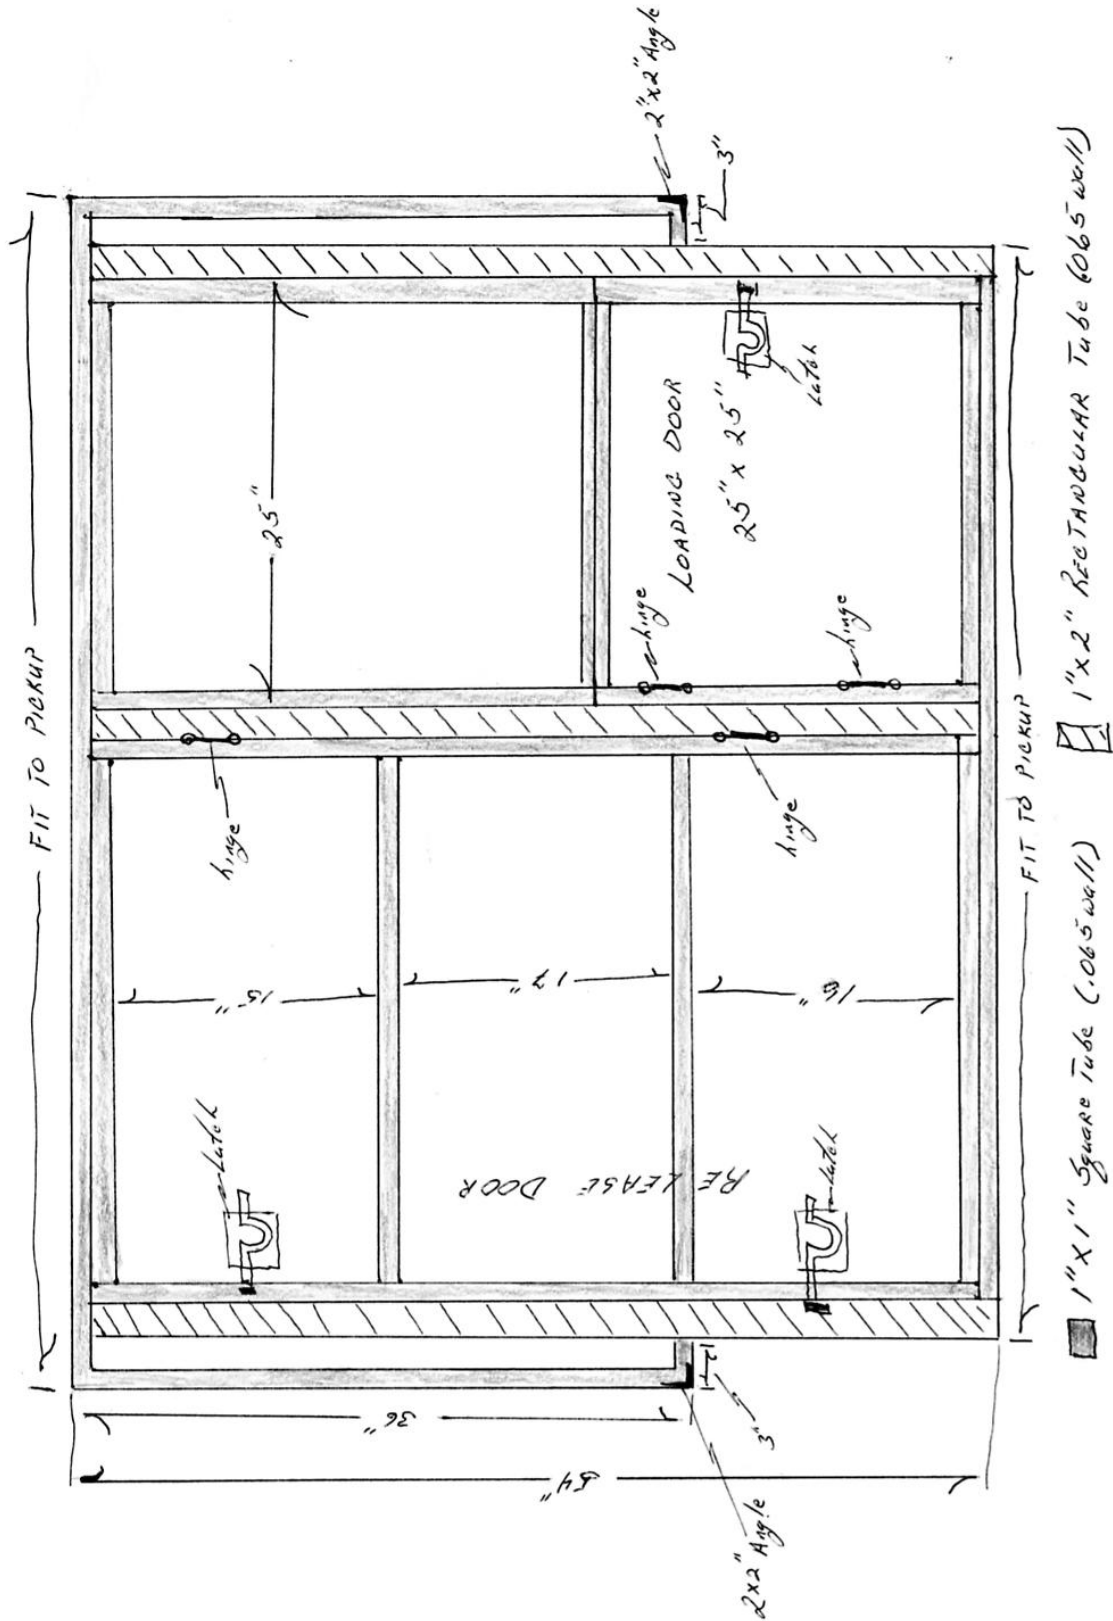 FIT TO PICKUP
2"x2" Angle
3"
hinge
25"
hinge
LOADING DOOR
25" x 25"
hinge
Latch
hinge
15"
17"
16"
Latch
RELEASE DOOR
Latch
36"
54"
3"
2x2" Angle
FIT TO PICKUP
1"x1" Square Tube (.065 wall)
1"x2" RECTANGULAR Tube (.065 wall)